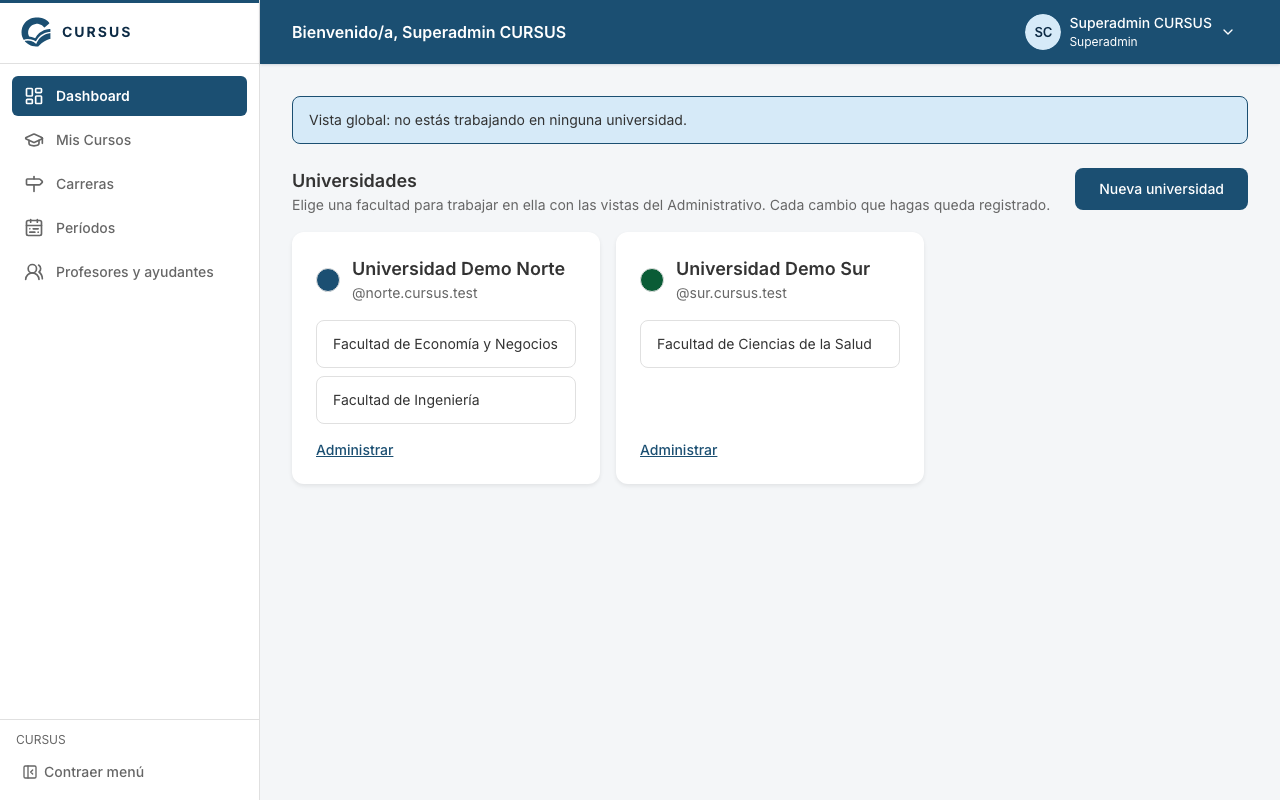 CURSUS
Bienvenido/a, Superadmin CURSUS
SC
Superadmin CURSUS
Superadmin
Dashboard
Mis Cursos
Carreras
Períodos
Profesores y ayudantes
Vista global: no estás trabajando en ninguna universidad.
Universidades
Elige una facultad para trabajar en ella con las vistas del Administrativo. Cada cambio que hagas queda registrado.
Nueva universidad
Universidad Demo Norte
@norte.cursus.test
Facultad de Economía y Negocios
Facultad de Ingeniería
Administrar
Universidad Demo Sur
@sur.cursus.test
Facultad de Ciencias de la Salud
Administrar
CURSUS
Contraer menú